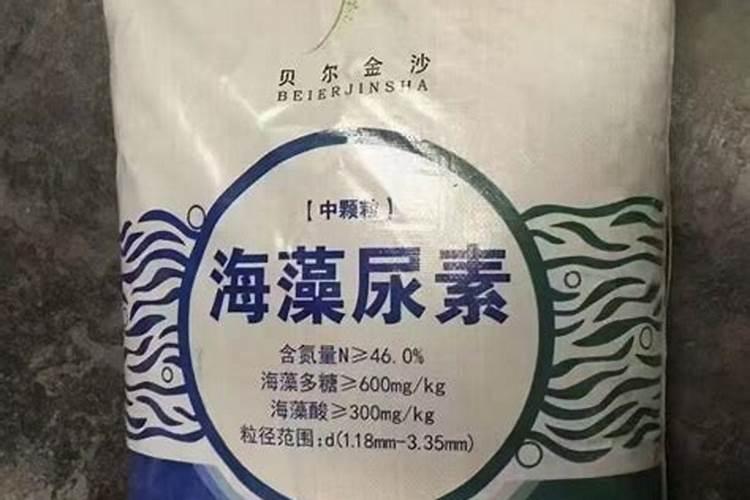 贝尔金沙
BEIERJINSHA
【中颗粒】
海藻尿素
含氮量N≥46.0%
海藻多糖≥600mg/kg
海藻酸≥300mg/kg
粒径范围:d(1.18mm-3.35mm)